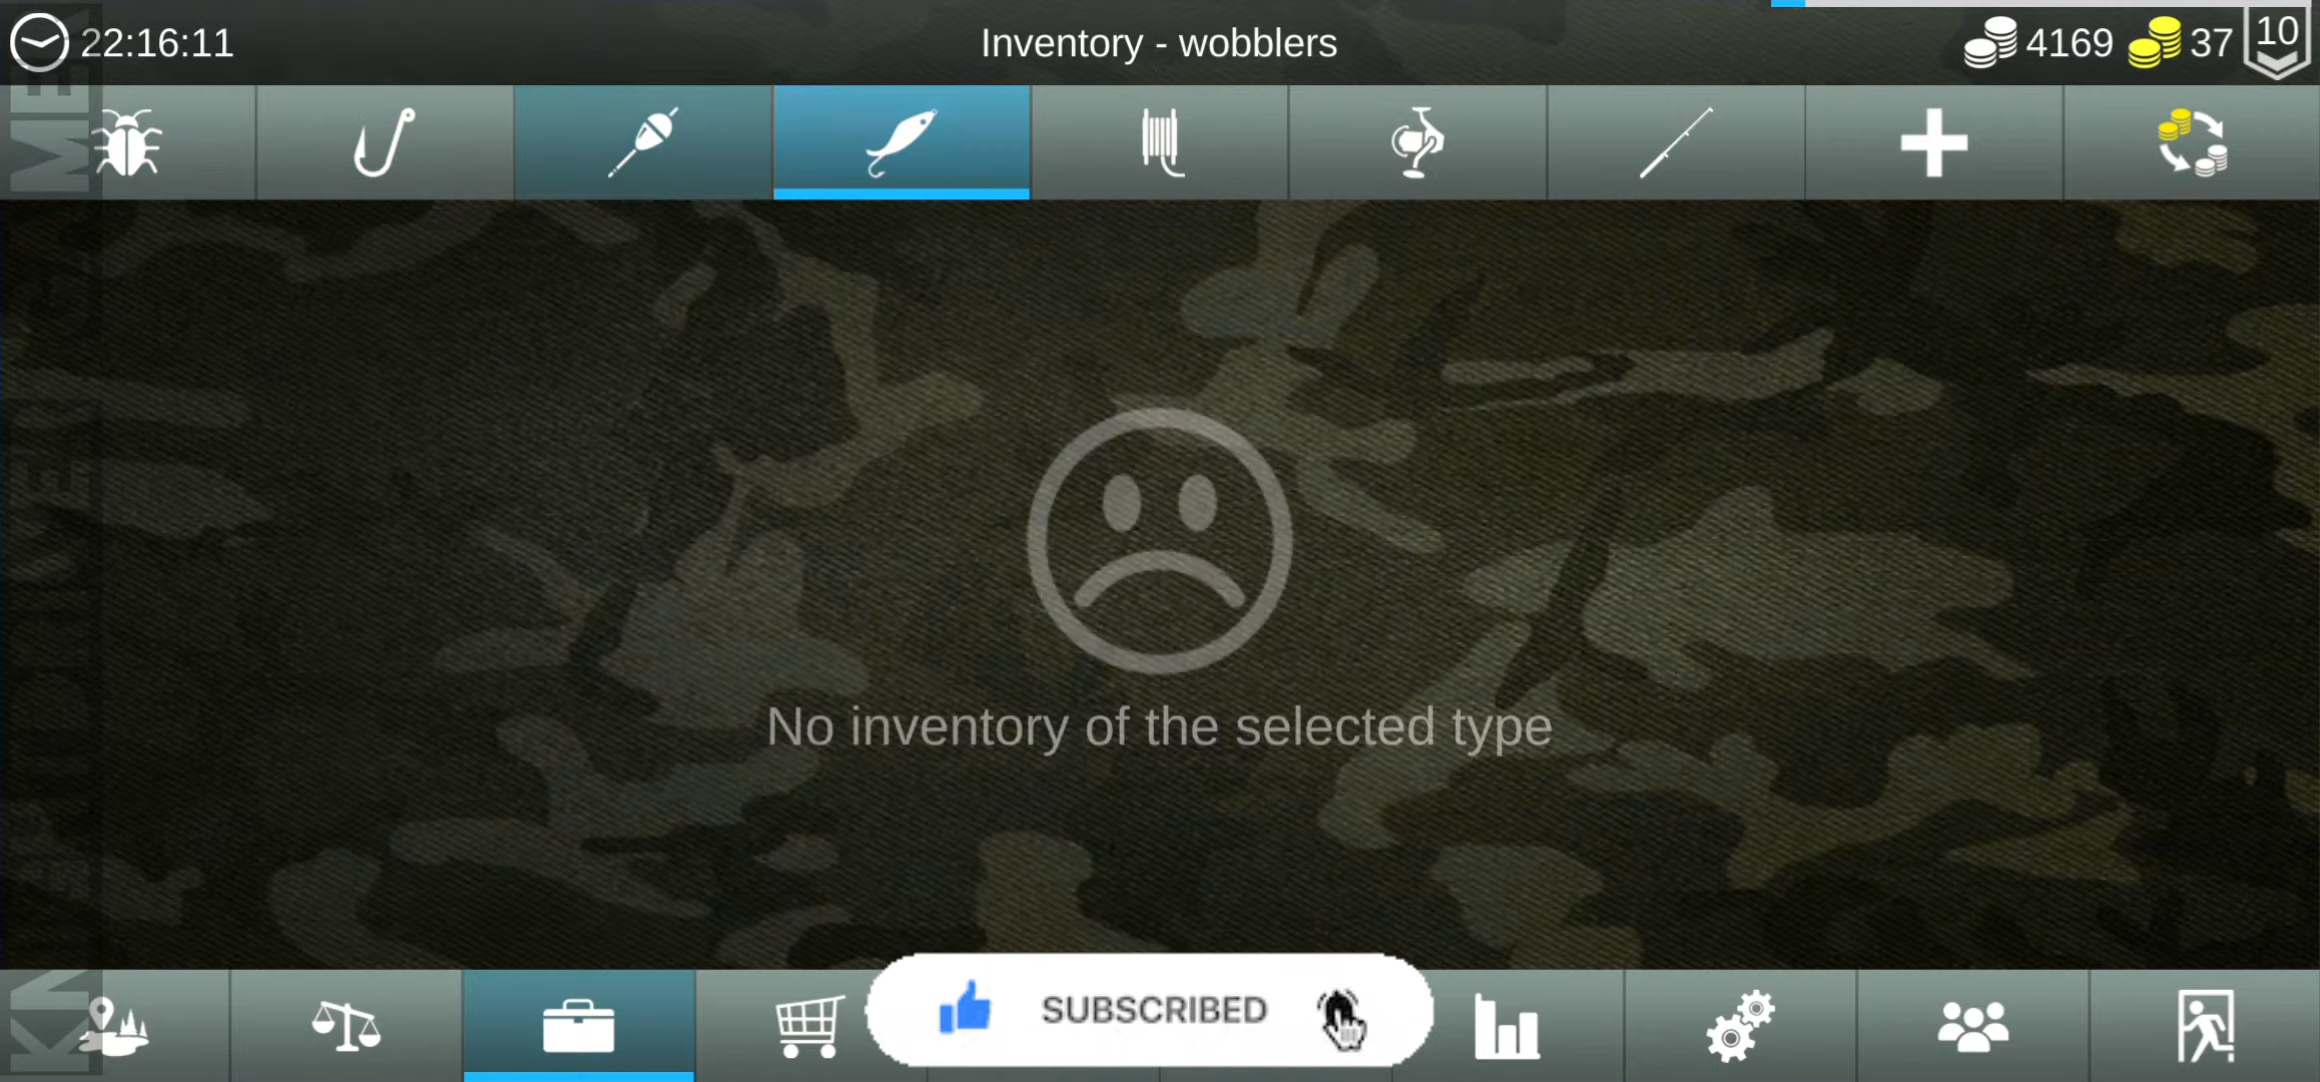 22:16:11
Inventory - wobblers
4169
37
10
No inventory of the selected type
SUBSCRIBED